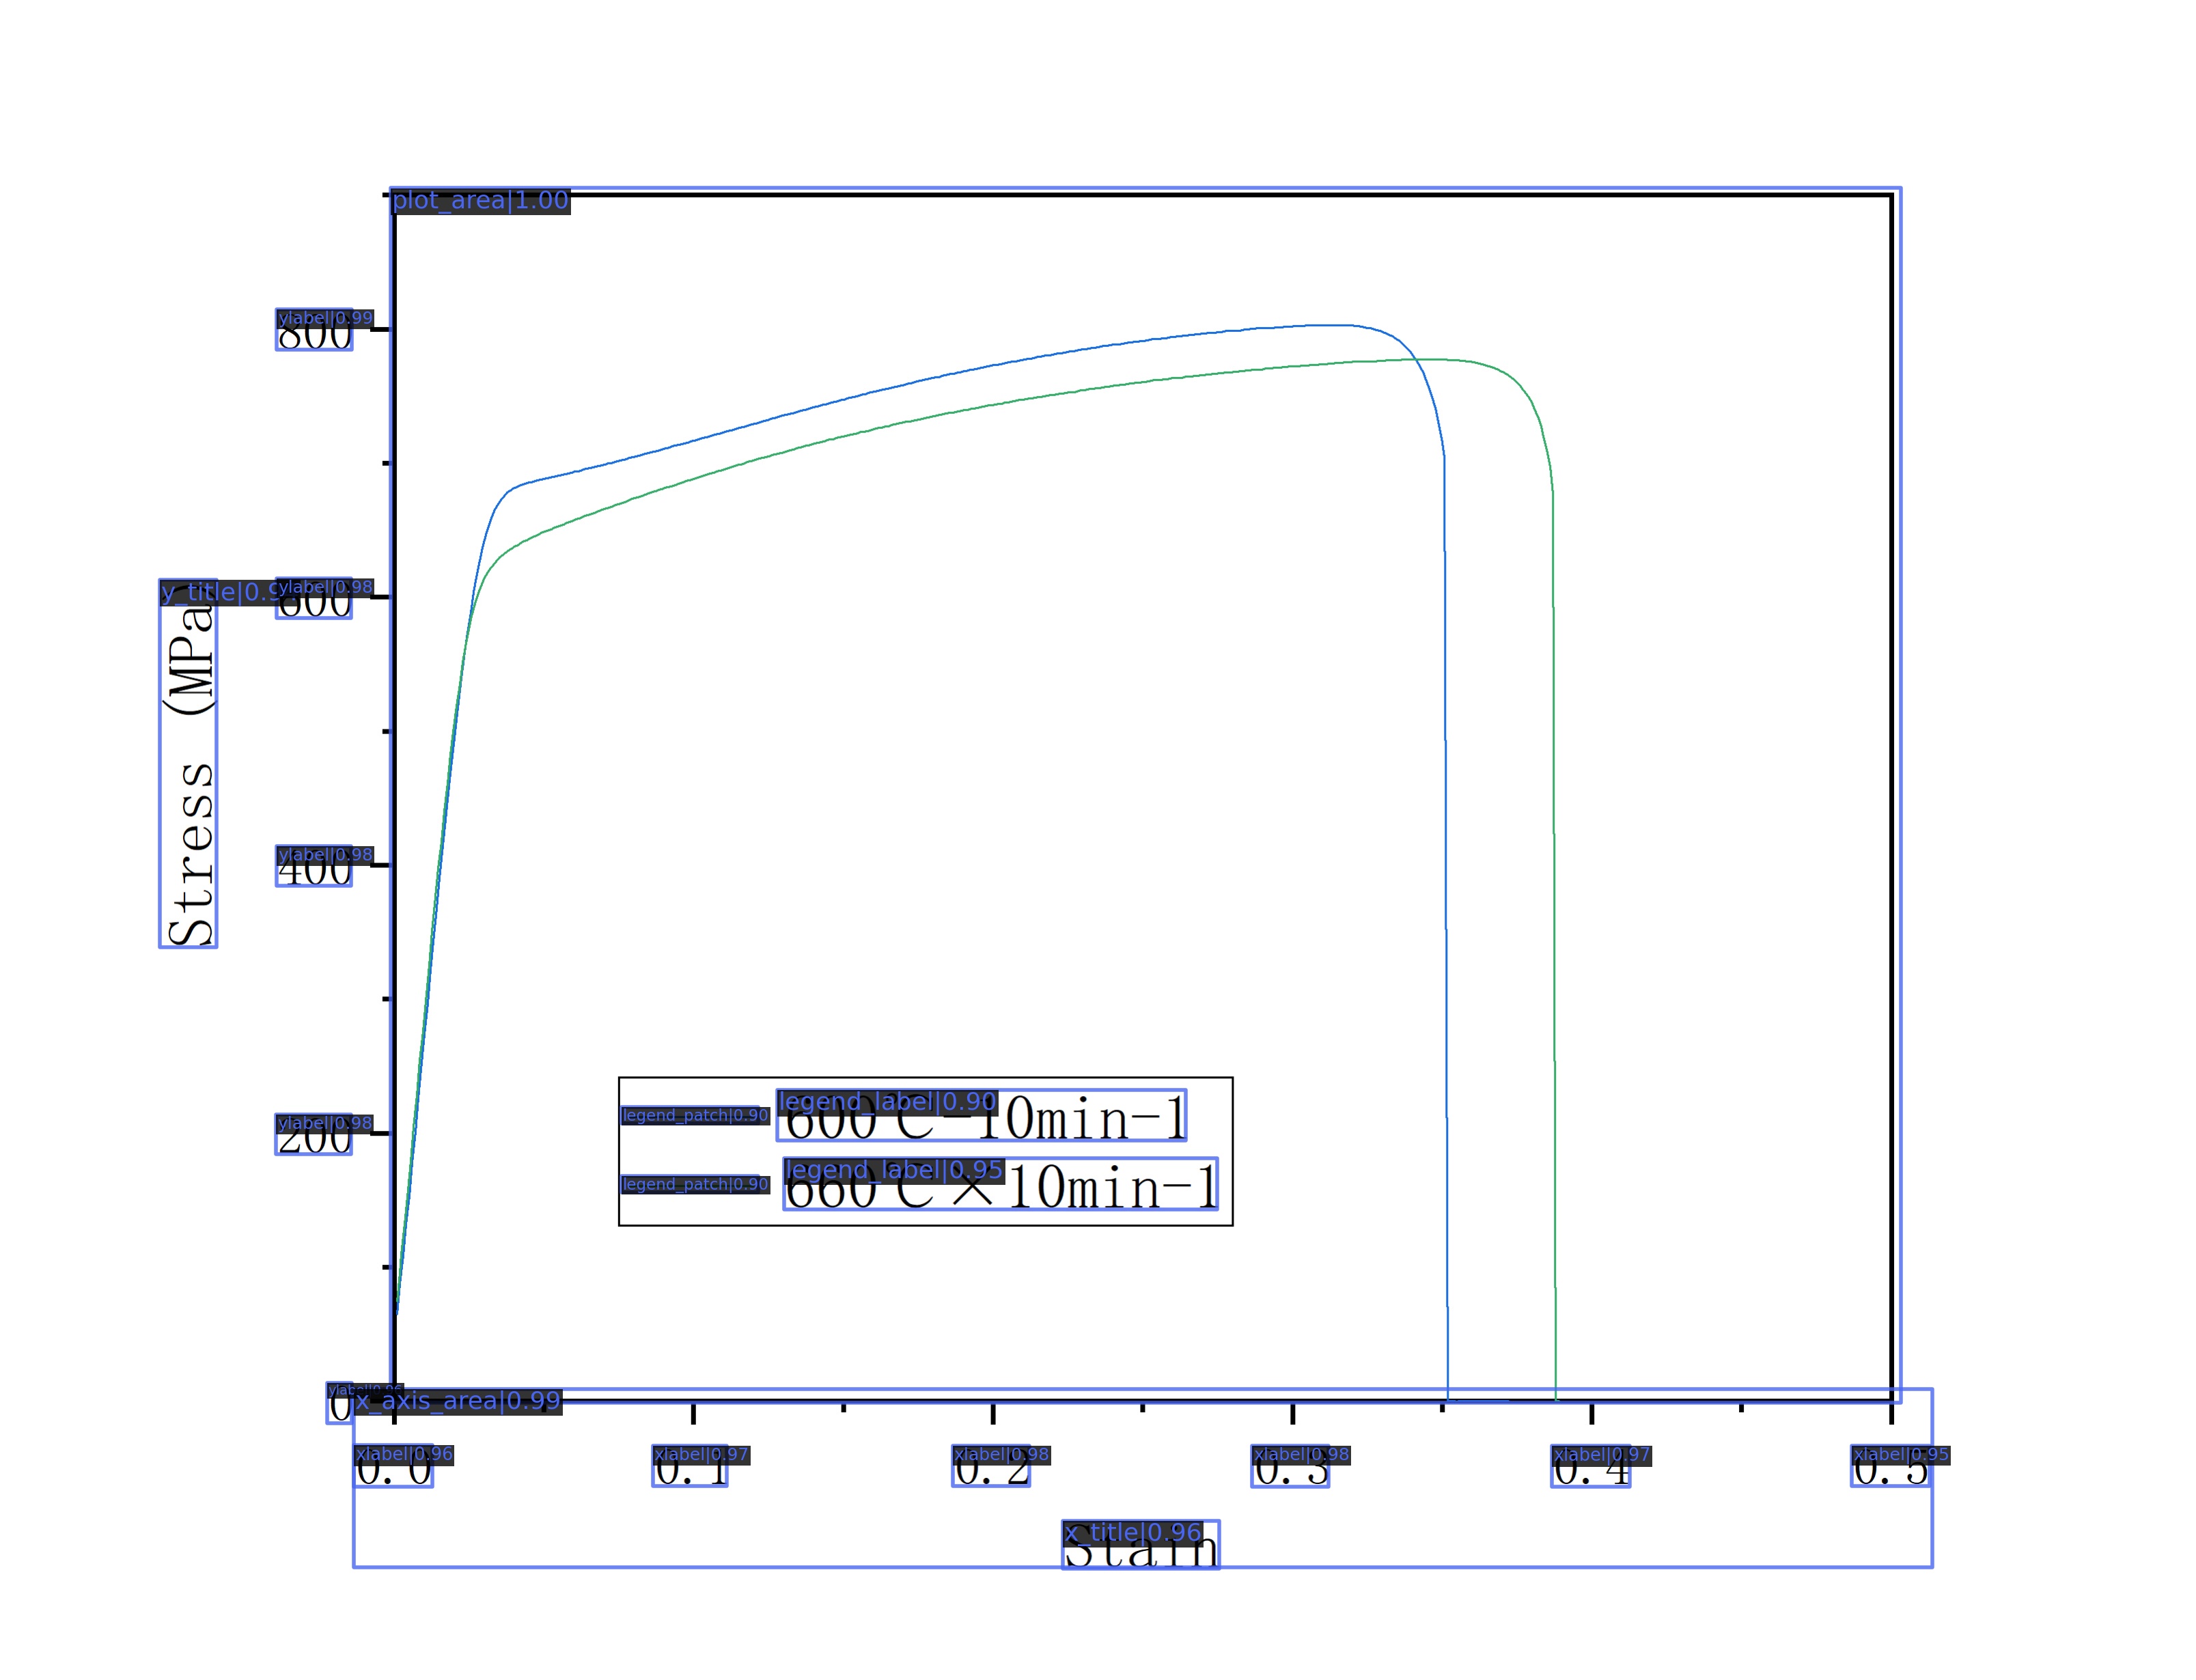 plot_area|1.00
ylabel|0.99
800
y_title|0.9
ylabel|0.98
600
Stress (MPa
ylabel|0.98
400
ylabel|0.98
200
legend_patch|0.90
legend_label|0.90
600℃-10min-1
legend_patch|0.90
legend_label|0.95
660℃×10min-1
0
x_axis_area|0.99
xlabel|0.96
xlabel|0.97
xlabel|0.98
xlabel|0.98
xlabel|0.97
xlabel|0.95
0.0
0.1
0.2
0.3
0.4
0.5
x_title|0.96
Stain